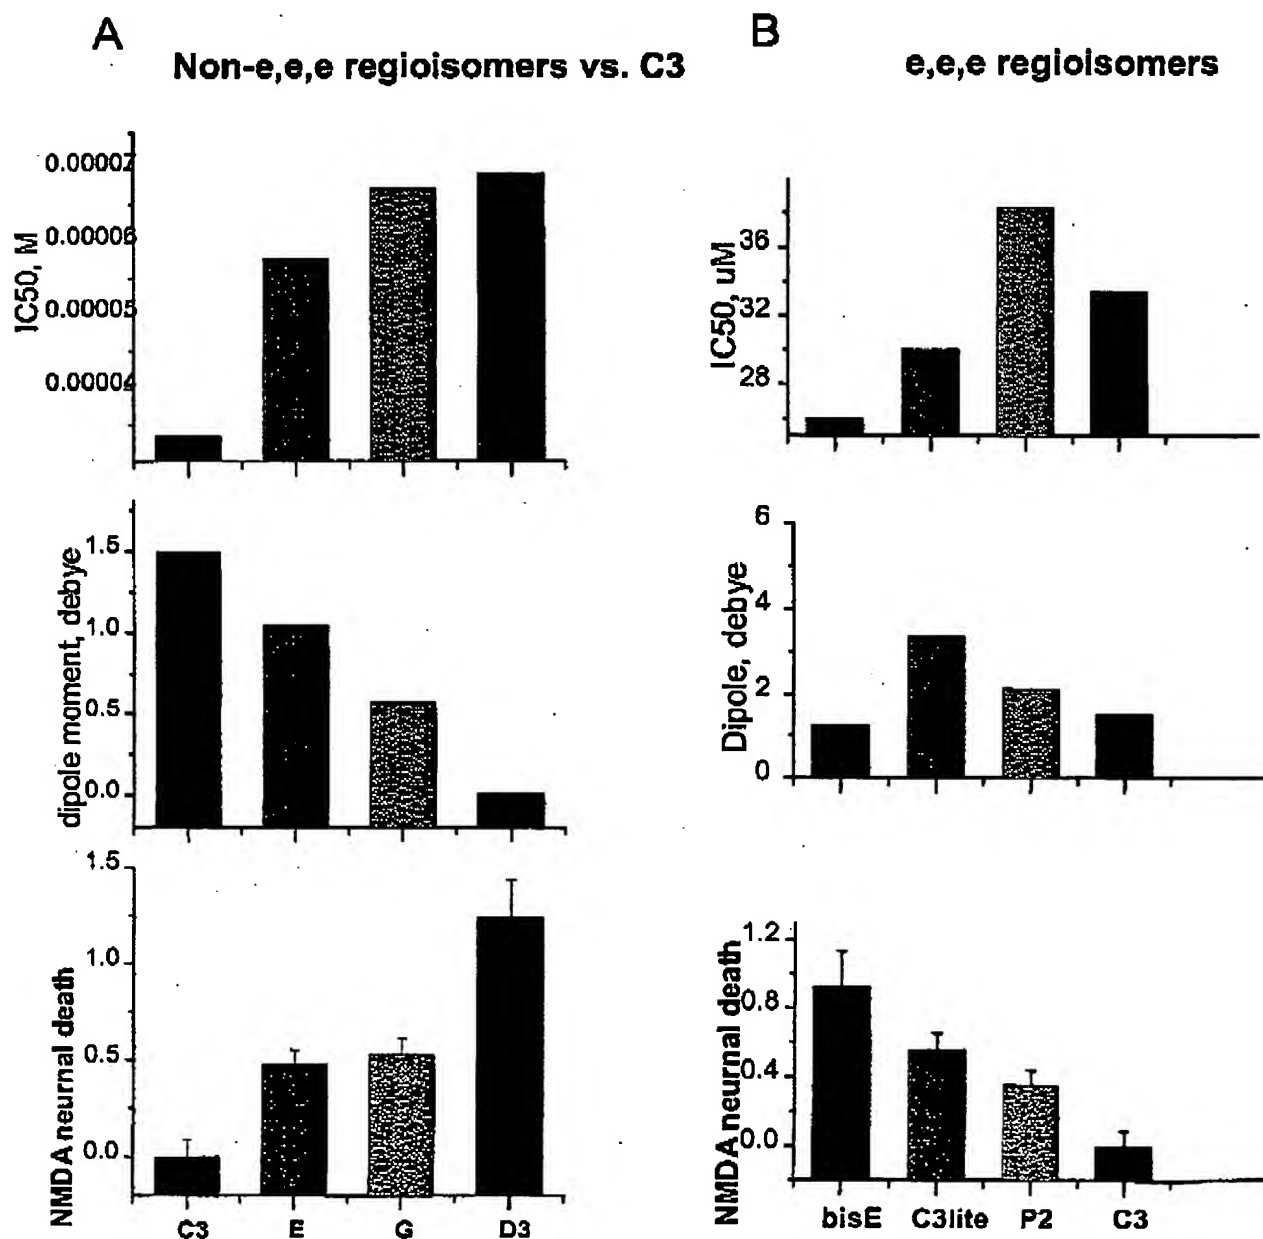 A
Non-e,e,e regioisomers vs. C3
IC50, M
0.00007
0.00006
0.00005
0.00004
dipole moment, debye
1.5
1.0
0.5
0.0
NMDA neurnal death
1.5
1.0
0.5
0.0
C3 E G D3
B
e,e,e regioisomers
IC50, uM
36
32
28
Dipole, debye
6
4
2
0
NMDA neurnal death
1.2
0.8
0.4
0.0
bisE C3lite P2 C3